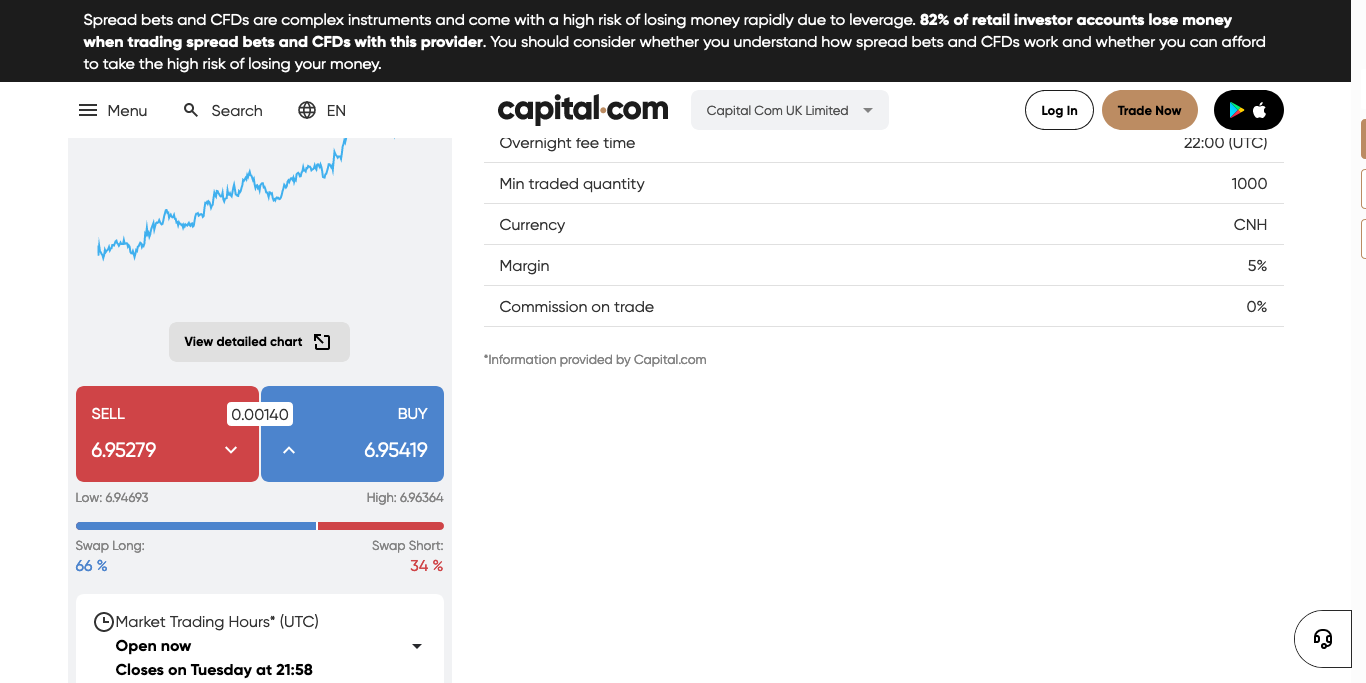 Spread bets and CFDs are complex instruments and come with a high risk of losing money rapidly due to leverage. 82% of retail investor accounts lose money
when trading spread bets and CFDs with this provider. You should consider whether you understand how spread bets and CFDs work and whether you can afford
to take the high risk of losing your money.
Menu
Search
EN
capital.com
Capital Com UK Limited
Log In
Trade Now
Overnight fee time
22:00 (UTC)
Min traded quantity
1000
Currency
CNH
Margin
5%
Commission on trade
0%
*Information provided by Capital.com
View detailed chart
SELL
0.00140
BUY
6.95279
6.95419
Low: 6.94693
High: 6.96364
Swap Long:
Swap Short:
66 %
34 %
Market Trading Hours* (UTC)
Open now
Closes on Tuesday at 21:58